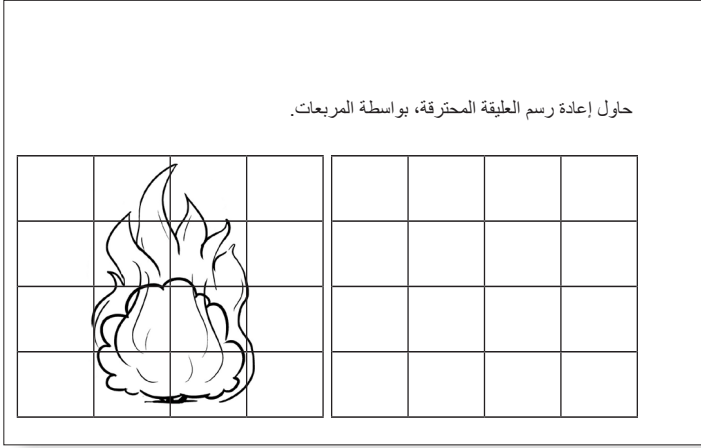 حاول إعادة رسم العليقة المحترقة، بواسطة المربعات.